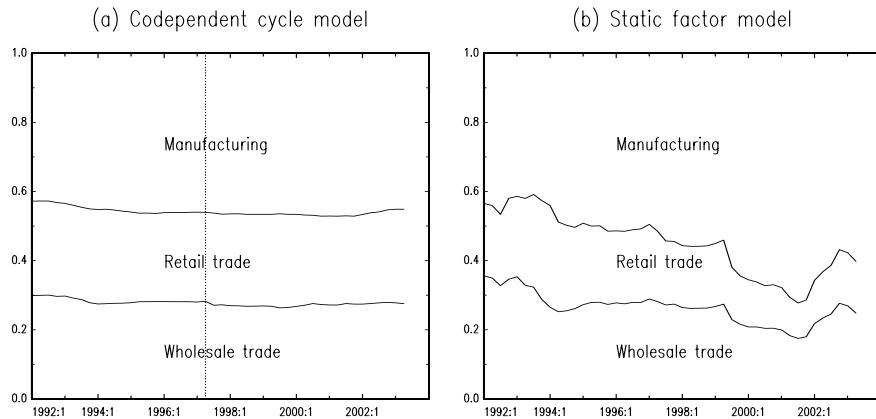 (a) Codependent cycle model
(b) Static factor model
1.0
0.8
0.6
0.4
0.2
0.0
Manufacturing
Retail trade
Wholesale trade
1992:1 1994:1 1996:1 1998:1 2000:1 2002:1
1.0
0.8
0.6
0.4
0.2
0.0
Manufacturing
Retail trade
Wholesale trade
1992:1 1994:1 1996:1 1998:1 2000:1 2002:1